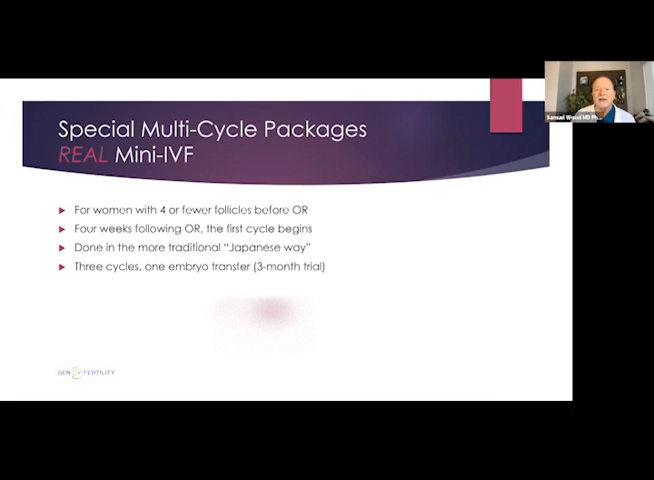 Special Multi-Cycle Packages
REAL Mini-IVF
For women with 4 or fewer follicles before OR
Four weeks following OR, the first cycle begins
Done in the more traditional “Japanese way”
Three cycles, one embryo transfer (3-month trial)
GEN FERTILITY
Samuel Wood MD